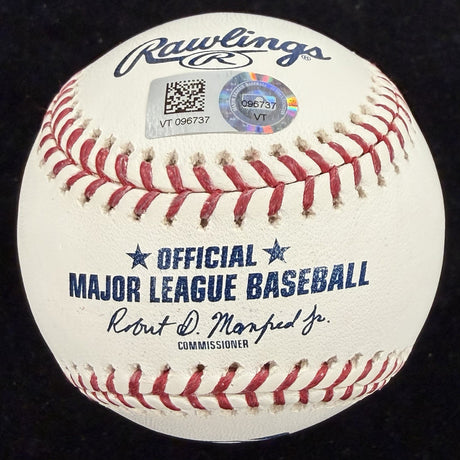 Rawlings®
R
VT 096737
096737
VT
★ OFFICIAL ★
MAJOR LEAGUE BASEBALL
Robert D. Manfred Jr.
COMMISSIONER